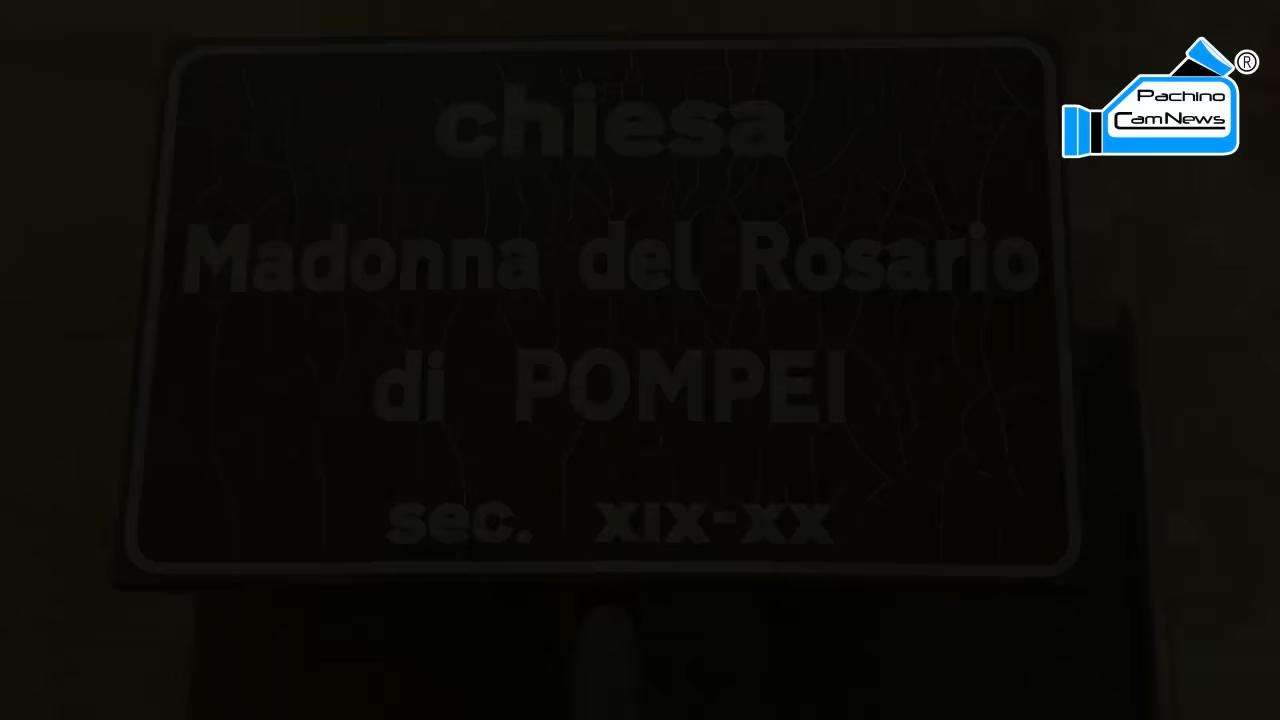 chiesa
Madonna del Rosario
di POMPEI
sec. XIX-XX
Pachino
CamNews
®